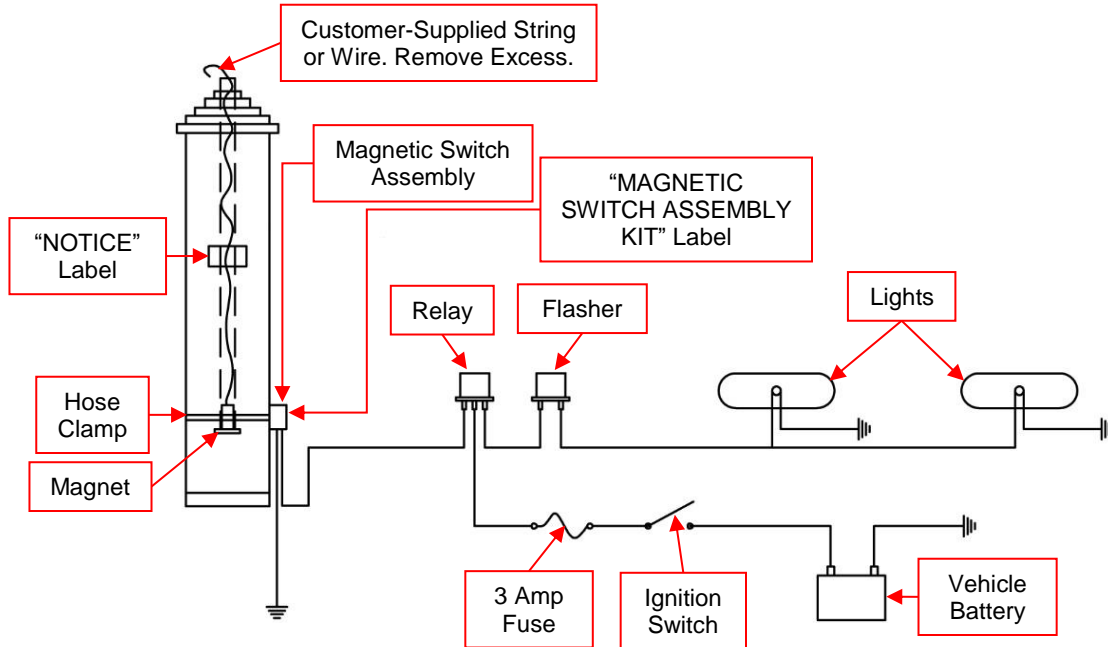 Customer-Supplied String
or Wire. Remove Excess.
Magnetic Switch
Assembly
“MAGNETIC
SWITCH ASSEMBLY
KIT” Label
“NOTICE”
Label
Relay
Flasher
Lights
Hose
Clamp
Magnet
3 Amp
Fuse
Ignition
Switch
Vehicle
Battery